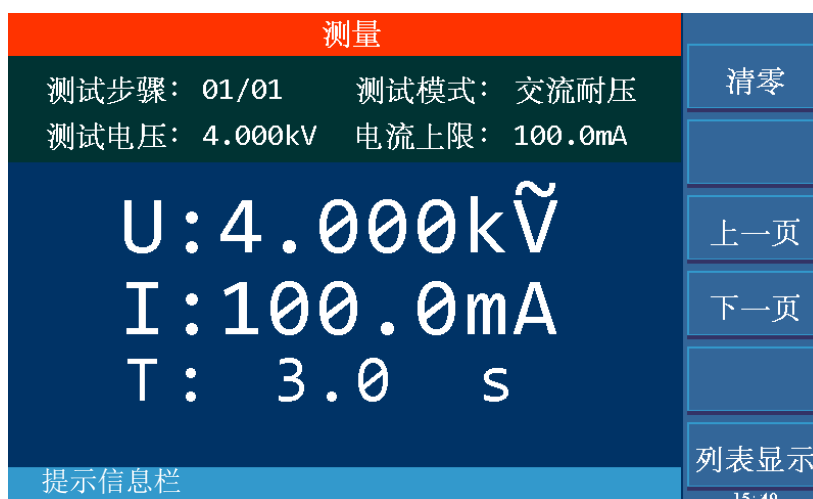 测量
测试步骤: 01/01 测试模式: 交流耐压
测试电压: 4.000kV 电流上限: 100.0mA
U:4.000kṼ
I:100.0mA
T: 3.0 s
提示信息栏
清零
上一页
下一页
列表显示